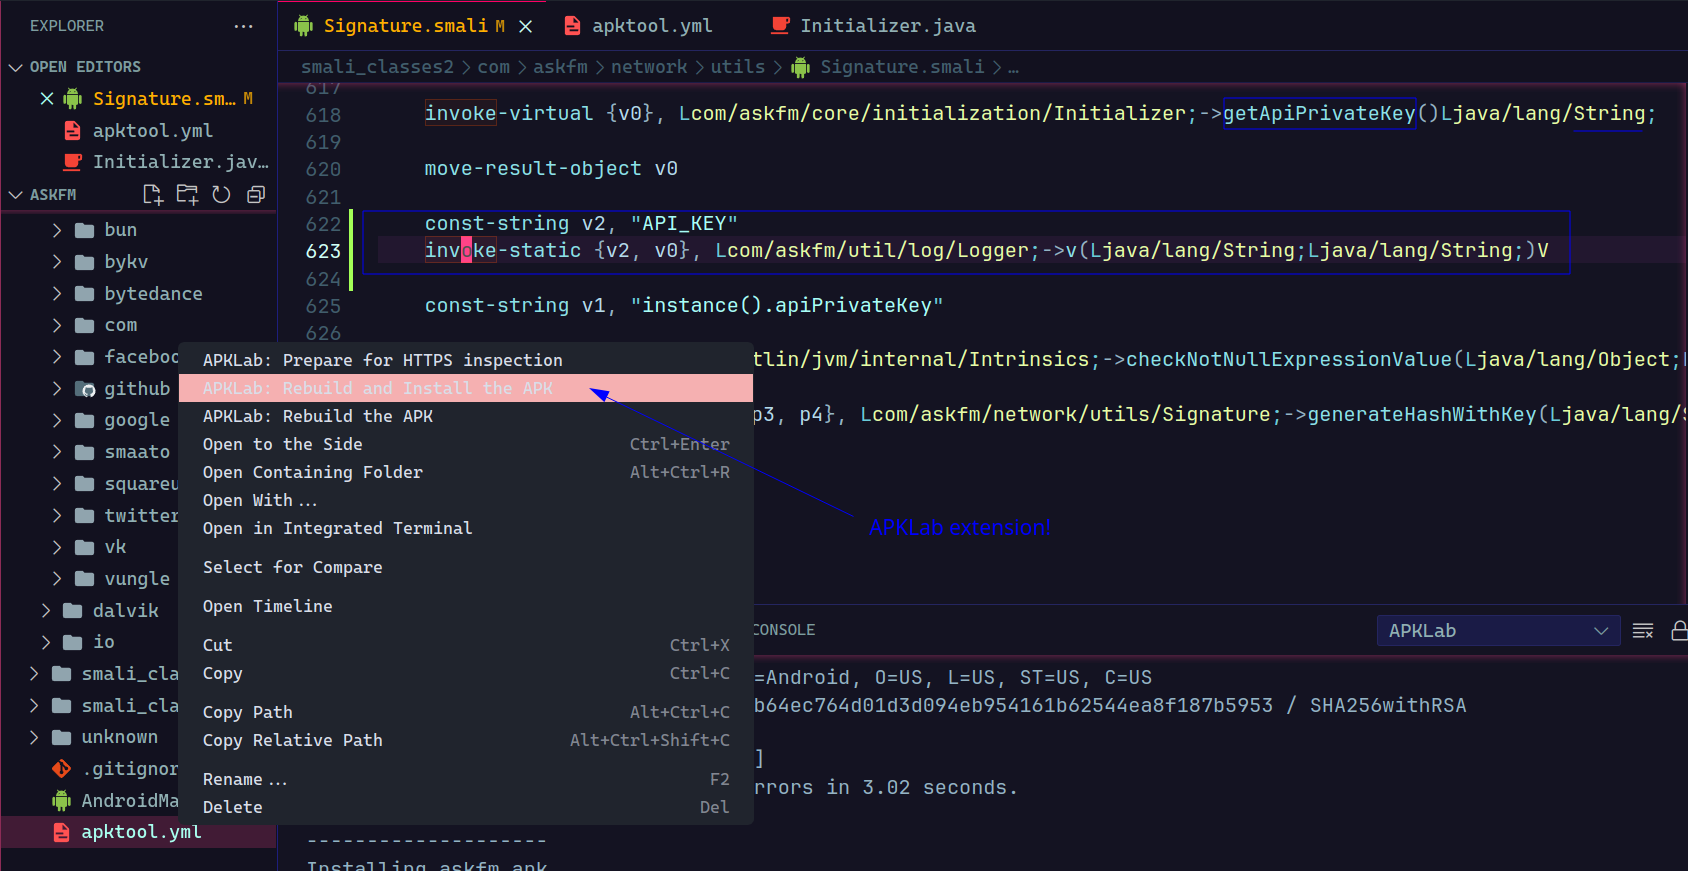 EXPLORER
OPEN EDITORS
Signature.sm… M
apktool.yml
Initializer.jav…
ASKFM
bun
bykv
bytedance
com
faceboo
github
google
smaato
squareu
twitter
vk
vungle
dalvik
io
smali_cla
smali_cla
unknown
.gitignor
AndroidMa
apktool.yml
Signature.smali M
apktool.yml
Initializer.java
smali_classes2 > com > askfm > network > utils > Signature.smali > …
617
618 invoke-virtual {v0}, Lcom/askfm/core/initialization/Initializer;->getApiPrivateKey()Ljava/lang/String;
619
620 move-result-object v0
621
622 const-string v2, "API_KEY"
623 invoke-static {v2, v0}, Lcom/askfm/util/log/Logger;->v(Ljava/lang/String;Ljava/lang/String;)V
624
625 const-string v1, "instance().apiPrivateKey"
626
tlin/jvm/internal/Intrinsics;->checkNotNullExpressionValue(Ljava/lang/Object;
p3, p4}, Lcom/askfm/network/utils/Signature;->generateHashWithKey(Ljava/lang/
APKLab: Prepare for HTTPS inspection
APKLab: Rebuild and Install the APK
APKLab: Rebuild the APK
Open to the Side Ctrl+Enter
Open Containing Folder Alt+Ctrl+R
Open With...
Open in Integrated Terminal
Select for Compare
Open Timeline
Cut Ctrl+X
Copy Ctrl+C
Copy Path Alt+Ctrl+C
Copy Relative Path Alt+Ctrl+Shift+C
Rename... F2
Delete Del
APKLab extension!
CONSOLE
APKLab
=Android, O=US, L=US, ST=US, C=US
b64ec764d01d3d094eb954161b62544ea8f187b5953 / SHA256withRSA
]
rrors in 3.02 seconds.
--------------------
Installing askfm.apk